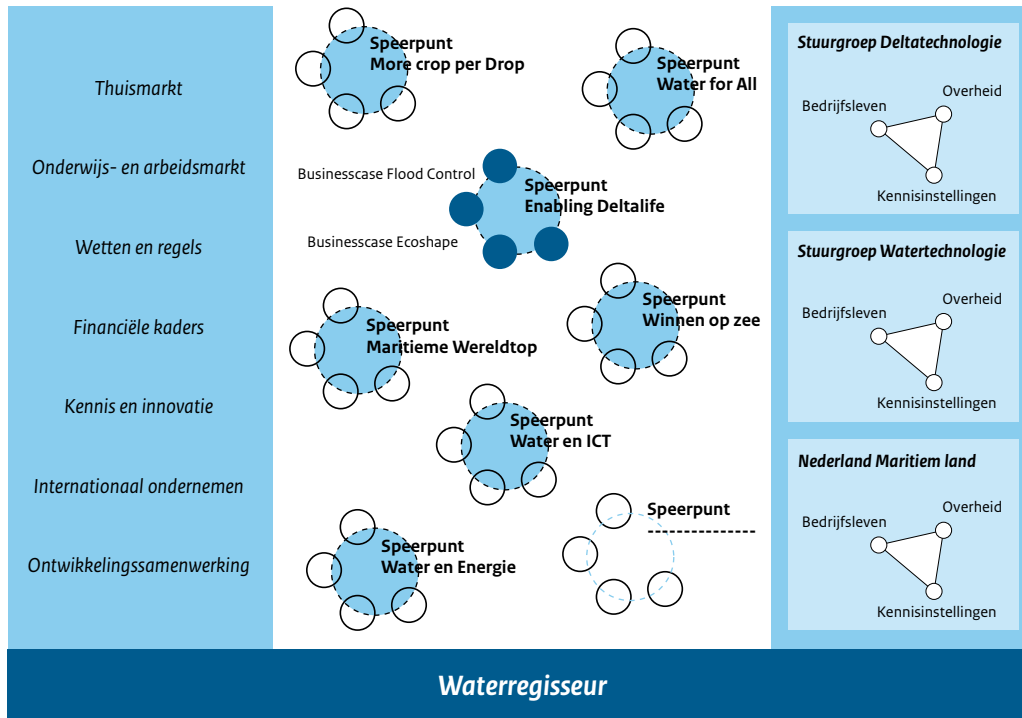 Thuismarkt
Onderwijs- en arbeidsmarkt
Wetten en regels
Financiële kaders
Kennis en innovatie
Internationaal ondernemen
Ontwikkelingssamenwerking
Speerpunt
More crop per Drop
Speerpunt
Water for All
Businesscase Flood Control
Speerpunt
Enabling Deltalife
Businesscase Ecoshape
Speerpunt
Winnen op zee
Speerpunt
Maritieme Wereldtop
Speerpunt
Water en ICT
Speerpunt
Speerpunt
Water en Energie
Stuurgroep Deltatechnologie
Overheid
Bedrijfsleven
Kennisinstellingen
Stuurgroep Watertechnologie
Overheid
Bedrijfsleven
Kennisinstellingen
Nederland Maritiem land
Overheid
Bedrijfsleven
Kennisinstellingen
Waterregisseur